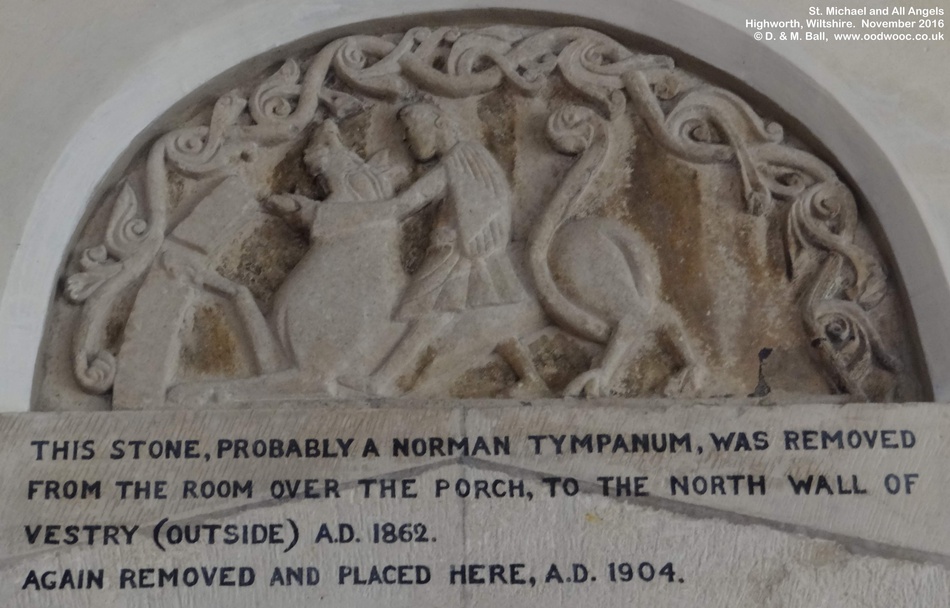 St. Michael and All Angels
Highworth, Wiltshire. November 2016
© D. & M. Ball, www.oodwooc.co.uk
THIS STONE, PROBABLY A NORMAN TYMPANUM, WAS REMOVED
FROM THE ROOM OVER THE PORCH, TO THE NORTH WALL OF
VESTRY (OUTSIDE) A.D. 1862.
AGAIN REMOVED AND PLACED HERE, A.D. 1904.